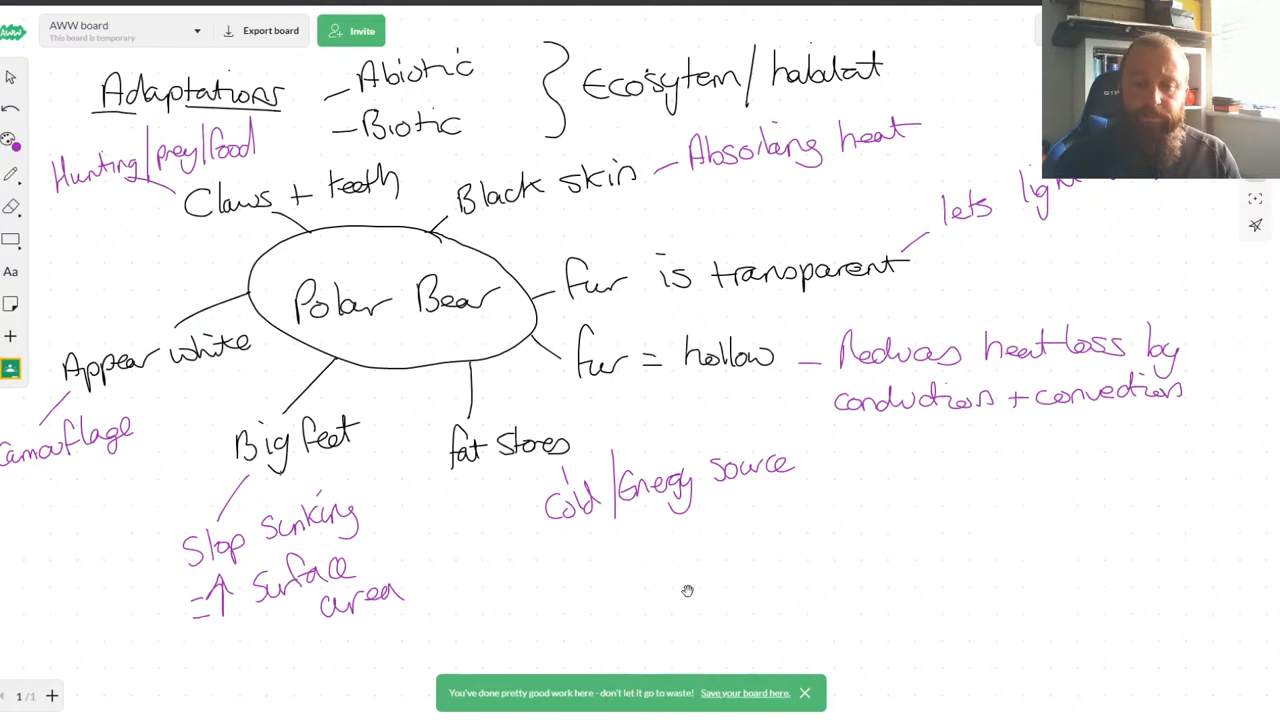 AWW
AWW board
This board is temporary
Export board
Invite
Adaptations
- Abiotic
- Biotic
Ecosytem / habitat
Hunting/prey/food
Claws + teeth
Black skin
- Absorbing heat
lets
fur is transparent
Polar Bear
fur = hollow
- Reduces heat loss by
conduction + convection
Appear white
Camouflage
Big feet
fat stores
Cold/Energy source
Stop sinking
= ↑ Surface
area
Aa
1/1
You've done pretty good work here - don't let it go to waste! Save your board here.